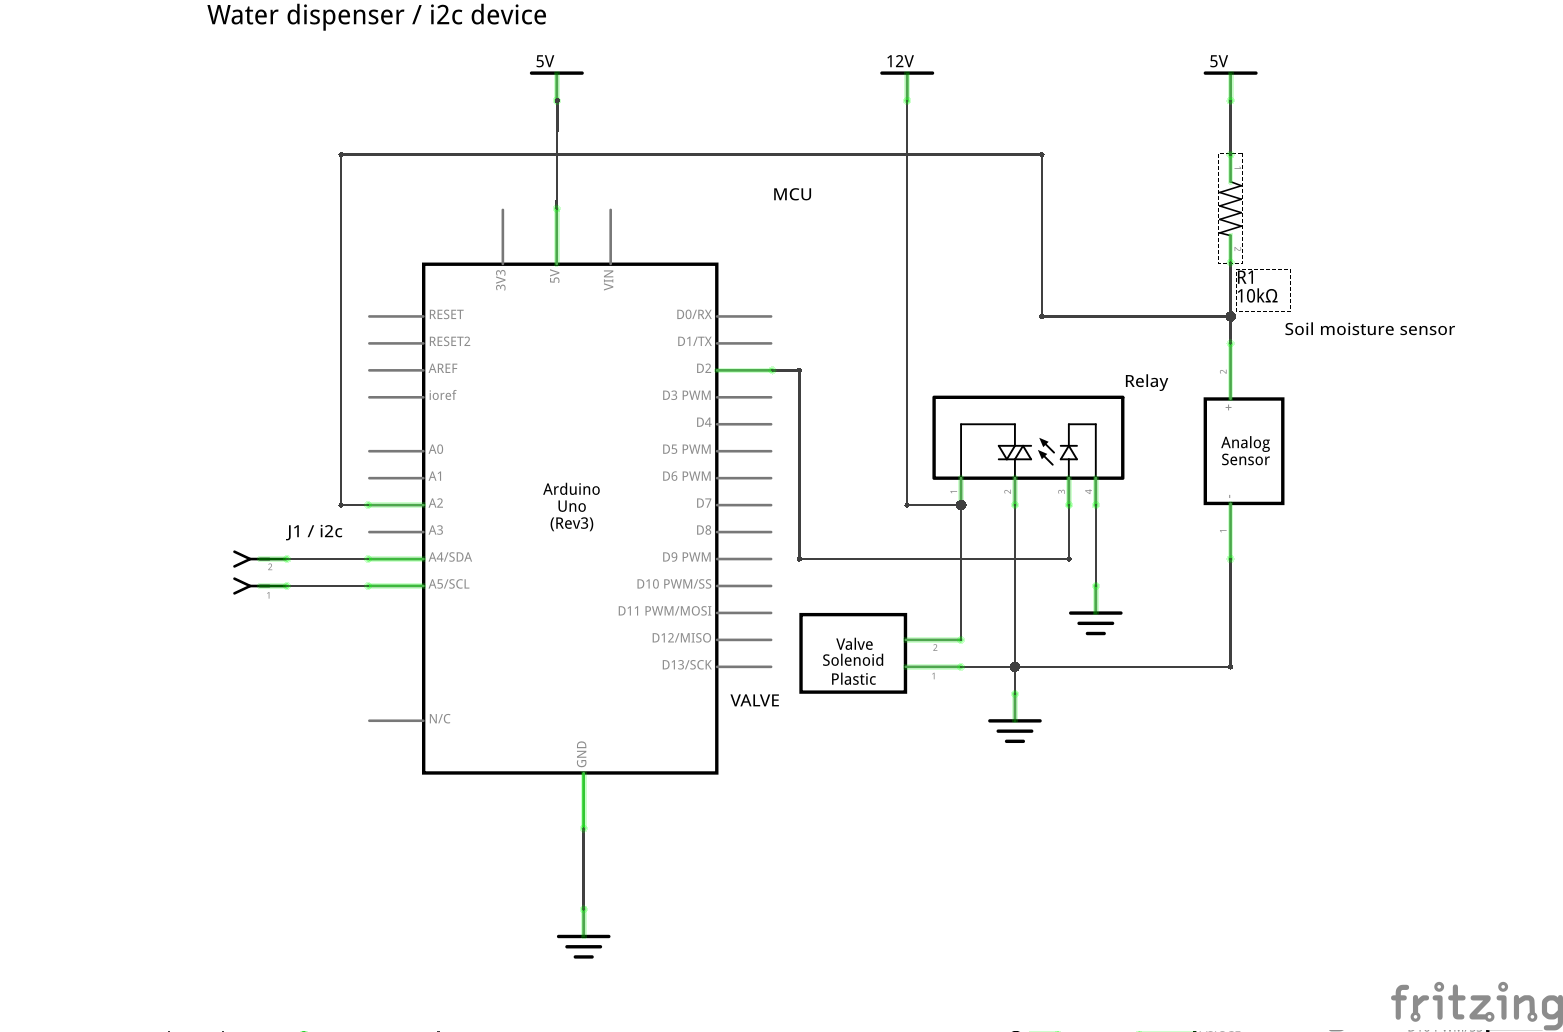 Water dispenser / i2c device
5V
12V
5V
MCU
3V3
5V
VIN
1
2
R1
10kΩ
Soil moisture sensor
RESET
RESET2
AREF
ioref
A0
A1
A2
A3
A4/SDA
A5/SCL
N/C
D0/RX
D1/TX
D2
D3 PWM
D4
D5 PWM
D6 PWM
D7
D8
D9 PWM
D10 PWM/SS
D11 PWM/MOSI
D12/MISO
D13/SCK
GND
Arduino
Uno
(Rev3)
J1 / i2c
2
1
Relay
1
2
3
4
2
+
Analog
Sensor
-
1
Valve
Solenoid
Plastic
2
1
VALVE
fritzing